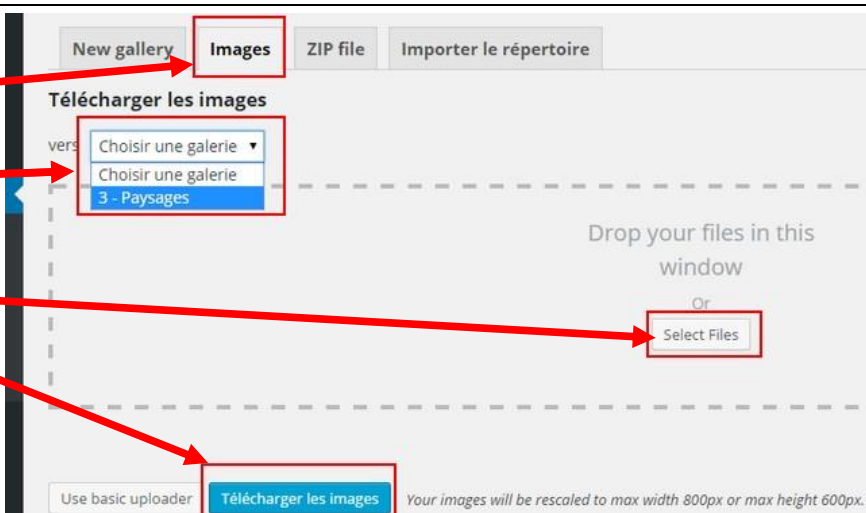 New gallery Images ZIP file Importer le répertoire
Télécharger les images
vers Choisir une galerie
Choisir une galerie
3 - Paysages
Drop your files in this
window
Or
Select Files
Use basic uploader Télécharger les images Your images will be rescaled to max width 800px or max height 600px.